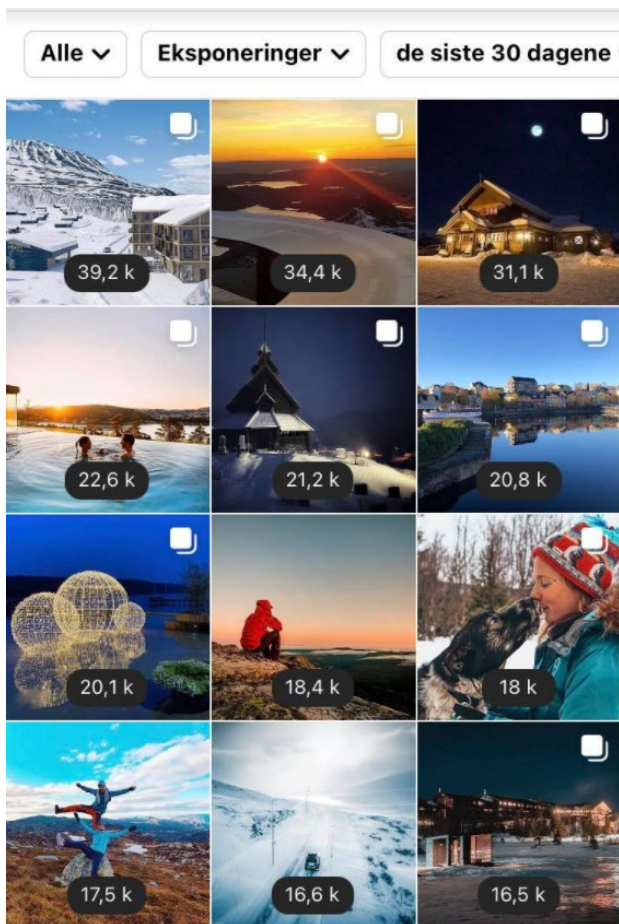 Alle Eksponeringer de siste 30 dagene
39,2 k 34,4 k 31,1 k
22,6 k 21,2 k 20,8 k
20,1 k 18,4 k 18 k
17,5 k 16,6 k 16,5 k